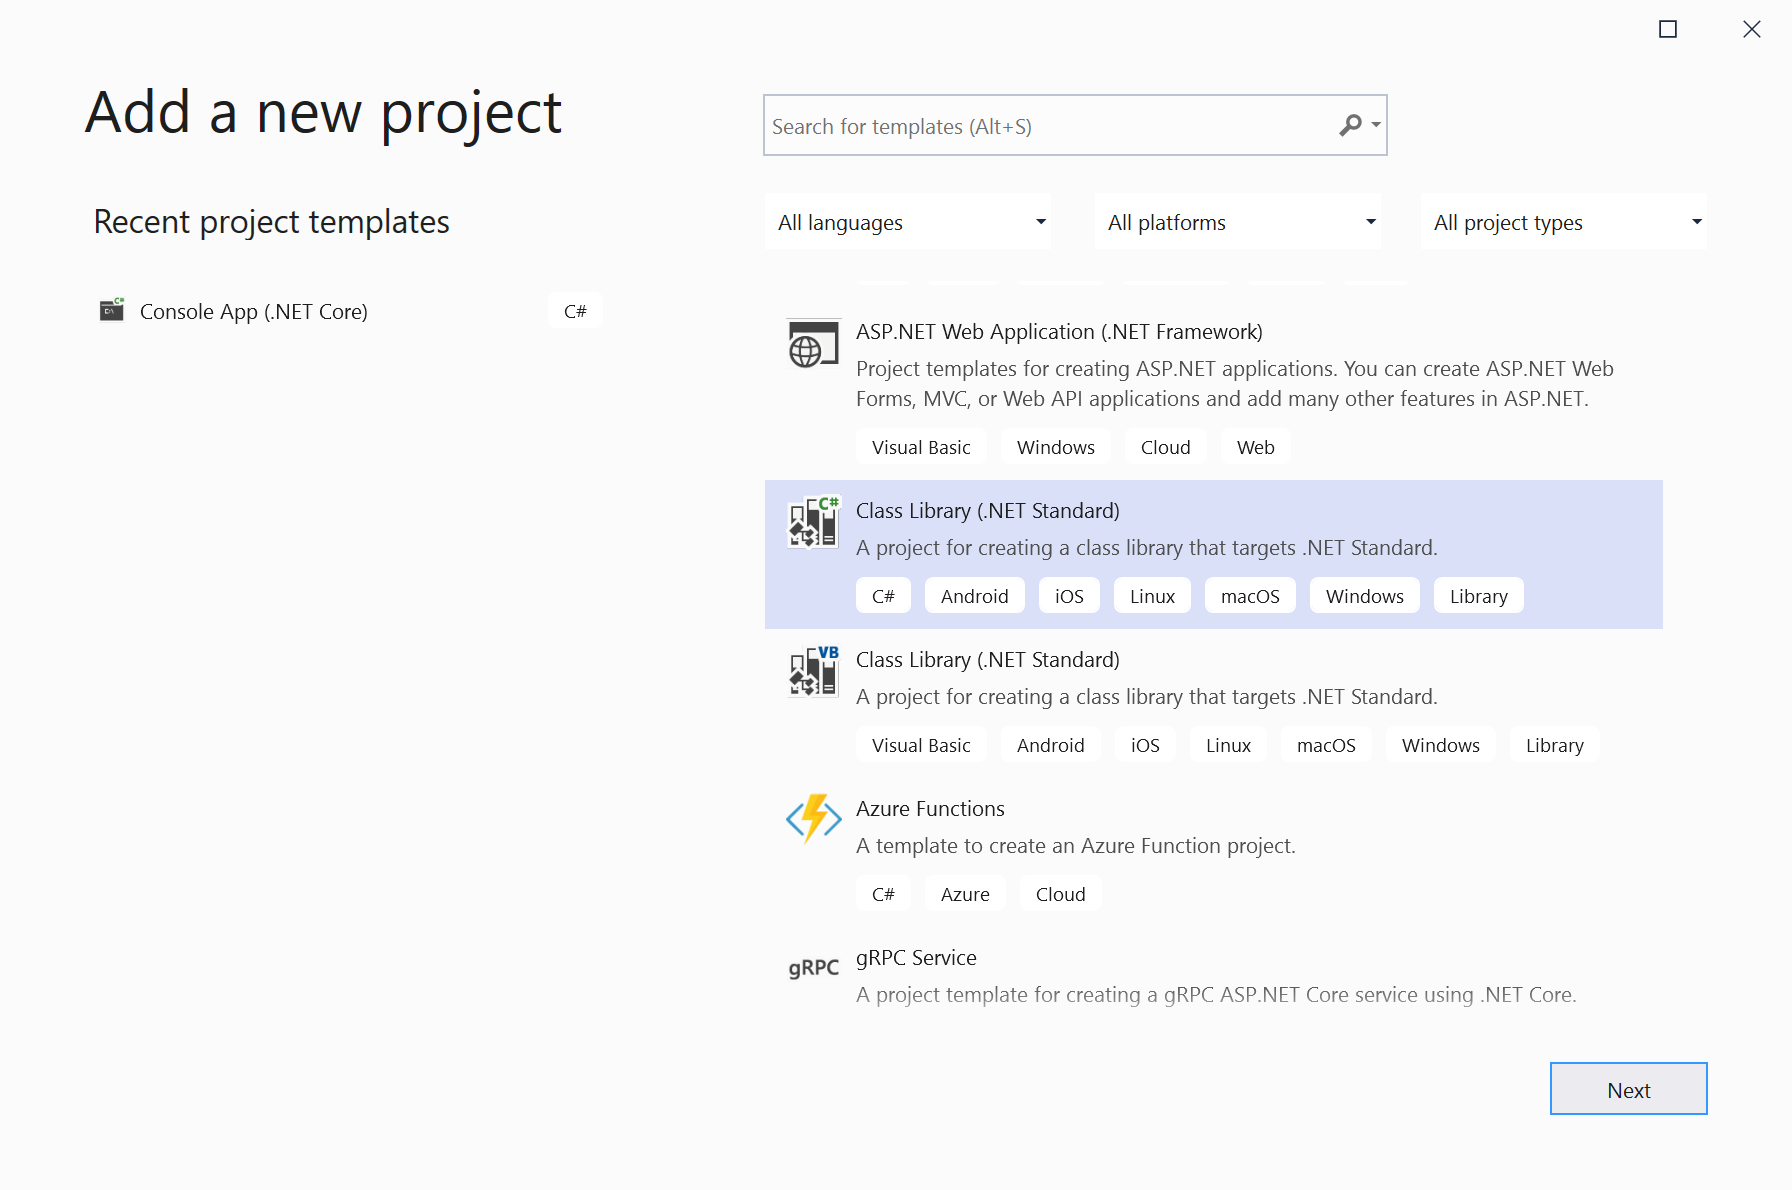 Add a new project
Search for templates (Alt+S)
Recent project templates
All languages
All platforms
All project types
Console App (.NET Core)
C#
ASP.NET Web Application (.NET Framework)
Project templates for creating ASP.NET applications. You can create ASP.NET Web
Forms, MVC, or Web API applications and add many other features in ASP.NET.
Visual Basic Windows Cloud Web
C#
Class Library (.NET Standard)
A project for creating a class library that targets .NET Standard.
C# Android iOS Linux macOS Windows Library
VB
Class Library (.NET Standard)
A project for creating a class library that targets .NET Standard.
Visual Basic Android iOS Linux macOS Windows Library
Azure Functions
A template to create an Azure Function project.
C# Azure Cloud
gRPC
gRPC Service
A project template for creating a gRPC ASP.NET Core service using .NET Core.
Next